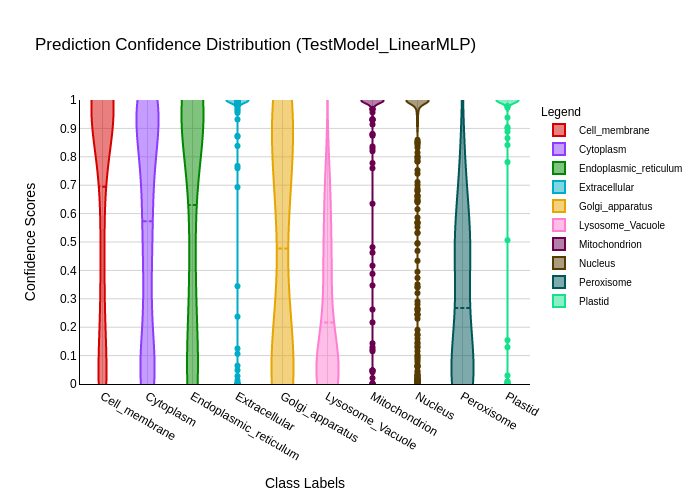 Prediction Confidence Distribution (TestModel_LinearMLP)
Legend
Cell_membrane
Cytoplasm
Endoplasmic_reticulum
Extracellular
Golgi_apparatus
Lysosome_Vacuole
Mitochondrion
Nucleus
Peroxisome
Plastid
Confidence Scores
1
0.9
0.8
0.7
0.6
0.5
0.4
0.3
0.2
0.1
0
Cell_membrane
Cytoplasm
Endoplasmic_reticulum
Extracellular
Golgi_apparatus
Lysosome_Vacuole
Mitochondrion
Nucleus
Peroxisome
Plastid
Class Labels